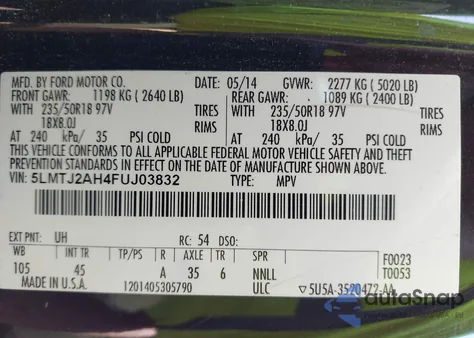 MFD. BY FORD MOTOR CO. DATE: 05/14 GVWR: 2277 KG ( 5020 LB)
FRONT GAWR: 1198 KG ( 2640 LB) REAR GAWR: 1089 KG ( 2400 LB)
WITH 235/50R18 97V TIRES WITH 235/50R18 97V TIRES
18X8.0J RIMS 18X8.0J RIMS
AT 240 kPa/ 35 PSI COLD AT 240 kPa/ 35 PSI COLD
THIS VEHICLE CONFORMS TO ALL APPLICABLE FEDERAL MOTOR VEHICLE SAFETY AND THEFT
PREVENTION STANDARDS IN EFFECT ON THE DATE OF MANUFACTURE SHOWN ABOVE.
VIN: 5LMTJ2AH4FUJ03832 TYPE: MPV
EXT PNT: UH RC: 54 DSO: F0023
WB INT TR TP/PS R AXLE TR SPR T0053
105 45 A 35 6 NNLL
MADE IN U.S.A. 1201405305790 ULC ▽5U5A-3520472-AA
autoSnap